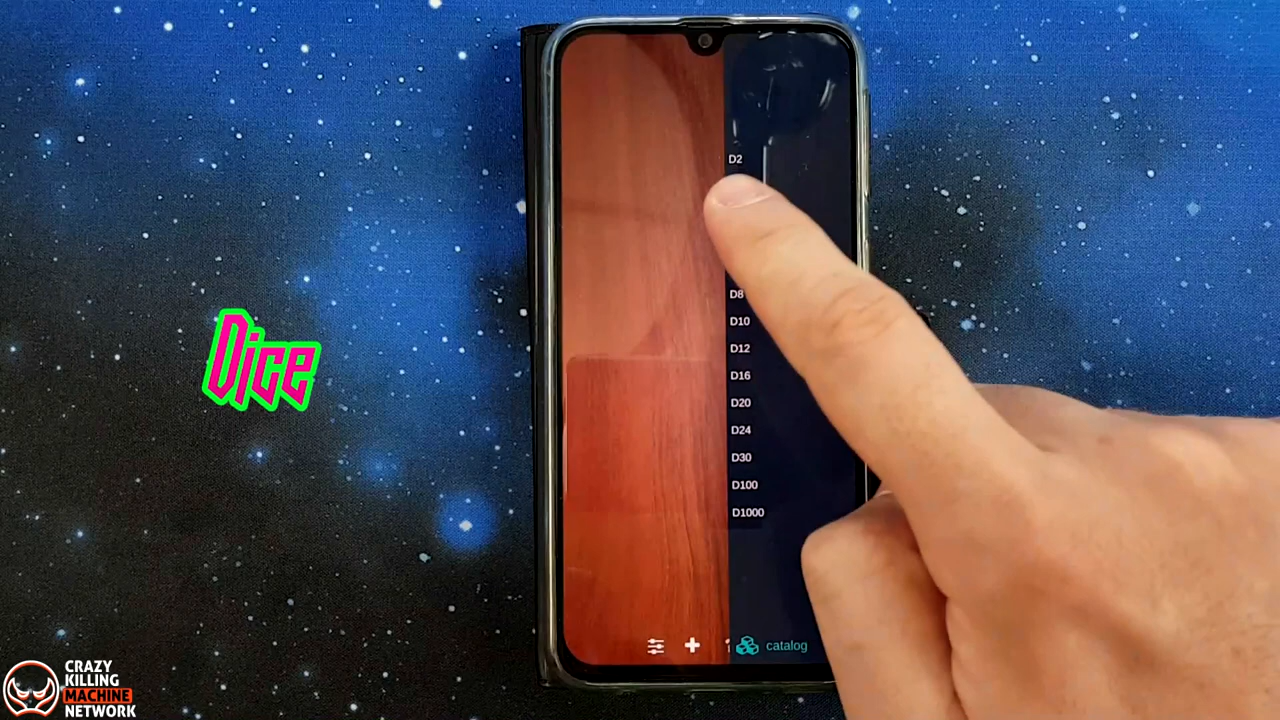 D2
D8
D10
D12
D16
D20
D24
D30
D100
D1000
catalog
Dice
CRAZY
KILLING
MACHINE
NETWORK